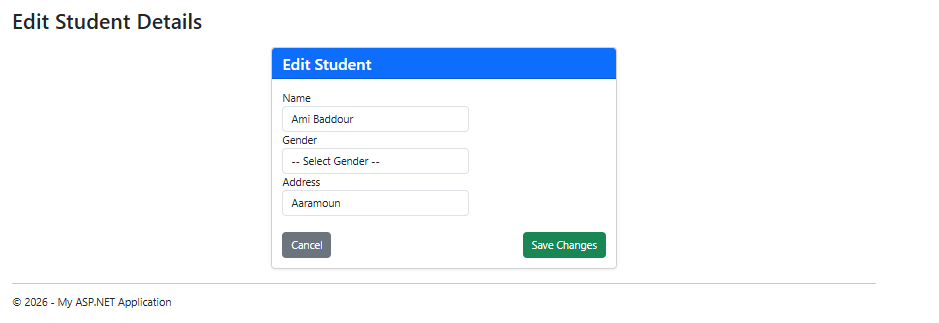 Edit Student Details
Edit Student
Name
Ami Baddour
Gender
-- Select Gender --
Address
Aaramoun
Cancel Save Changes
© 2026 - My ASP.NET Application